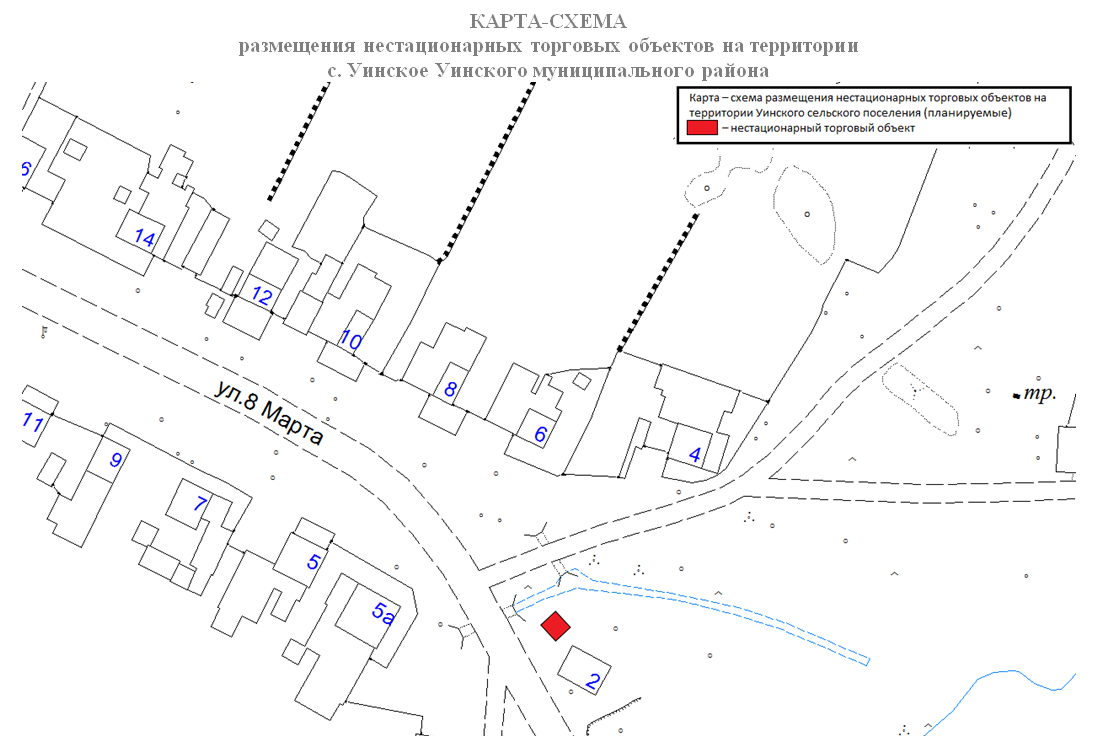 КАРТА-СХЕМА
размещения нестационарных торговых объектов на территории
с. Уинское Уинского муниципального района
Карта – схема размещения нестационарных торговых объектов на
территории Уинского сельского поселения (планируемые)
– нестационарный торговый объект
6
14
12
10
8
6
4
ул.8 Марта
тр.
11
9
7
5
5а
2